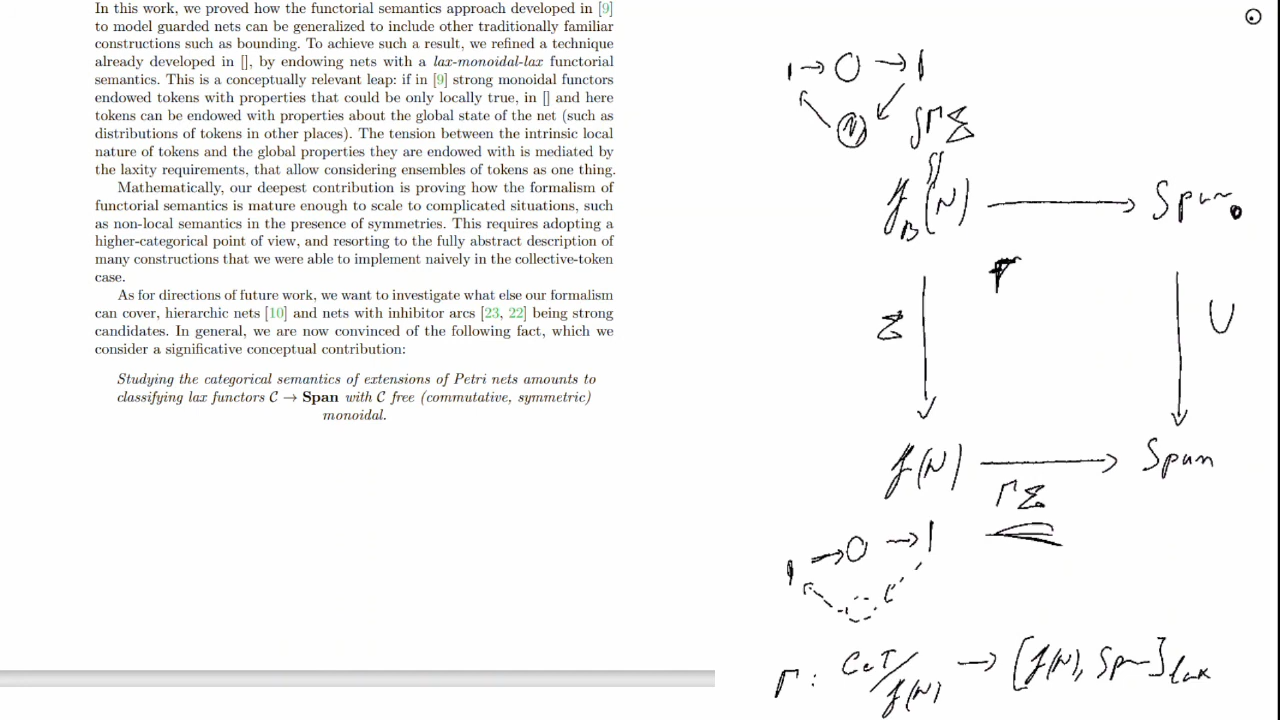 In this work, we proved how the functorial semantics approach developed in [9]
to model guarded nets can be generalized to include other traditionally familiar
constructions such as bounding. To achieve such a result, we refined a technique
already developed in [], by endowing nets with a lax-monoidal-lax functorial
semantics. This is a conceptually relevant leap: if in [9] strong monoidal functors
endowed tokens with properties that could be only locally true, in [] and here
tokens can be endowed with properties about the global state of the net (such as
distributions of tokens in other places). The tension between the intrinsic local
nature of tokens and the global properties they are endowed with is mediated by
the laxity requirements, that allow considering ensembles of tokens as one thing.
Mathematically, our deepest contribution is proving how the formalism of
functorial semantics is mature enough to scale to complicated situations, such
as non-local semantics in the presence of symmetries. This requires adopting a
higher-categorical point of view, and resorting to the fully abstract description of
many constructions that we were able to implement naively in the collective-token
case.
As for directions of future work, we want to investigate what else our formalism
can cover, hierarchic nets [10] and nets with inhibitor arcs [23, 22] being strong
candidates. In general, we are now convinced of the following fact, which we
consider a significative conceptual contribution:
Studying the categorical semantics of extensions of Petri nets amounts to
classifying lax functors C → Span with C free (commutative, symmetric)
monoidal.
∫ΓΣ
f_B(N) → Span•
Σ
U
f(N) → Span
ΓΣ
Γ: Cat/f(N) → [f(N), Span]lax